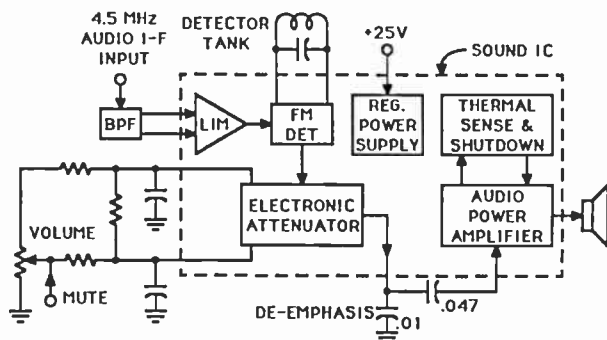 4.5 MHz
AUDIO I-F
INPUT
DETECTOR
TANK
+25V
SOUND IC
BPF
LIM
FM
DET
REG.
POWER
SUPPLY
THERMAL
SENSE &
SHUTDOWN
ELECTRONIC
ATTENUATOR
AUDIO
POWER
AMPLIFIER
VOLUME
MUTE
DE-EMPHASIS
.01
.047